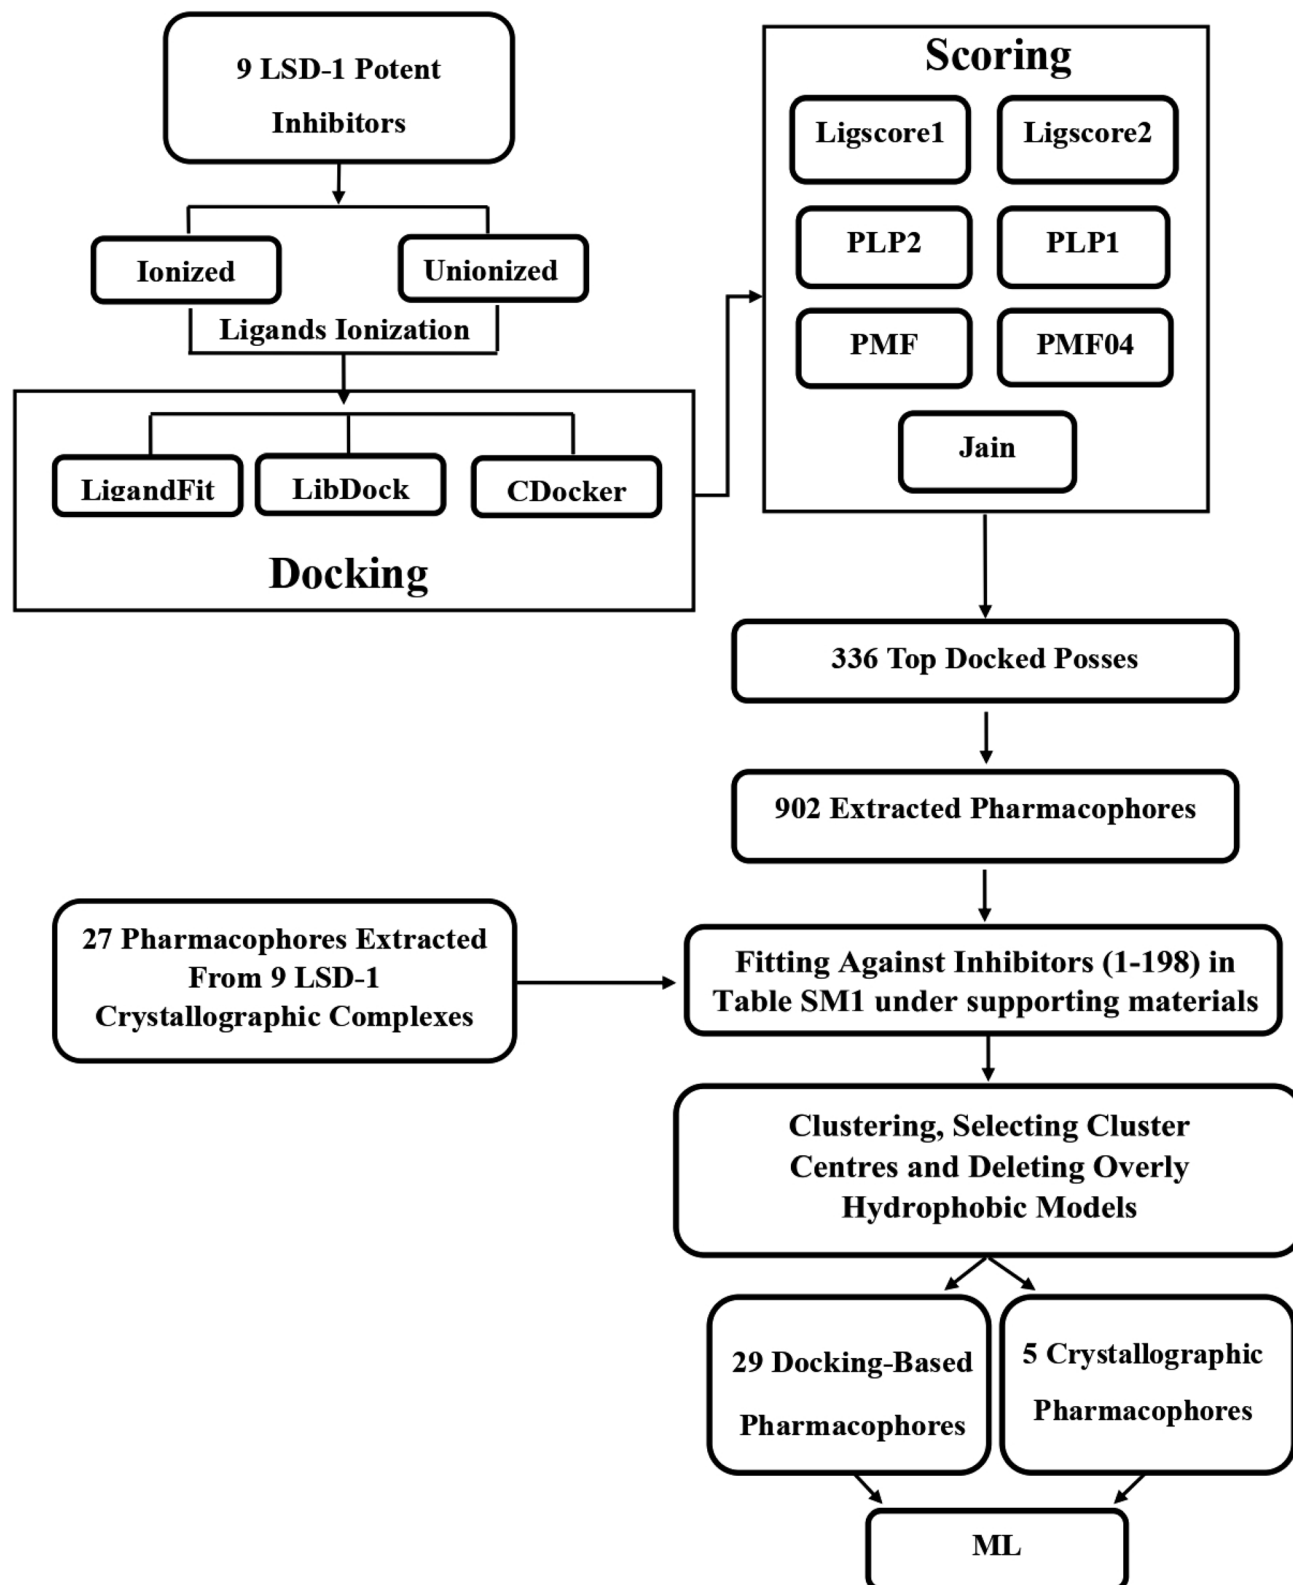 9 LSD-1 Potent
Inhibitors
Ionized
Unionized
Ligands Ionization
LigandFit
LibDock
CDocker
Docking
Scoring
Ligscore1
Ligscore2
PLP2
PLP1
PMF
PMF04
Jain
336 Top Docked Posses
902 Extracted Pharmacophores
27 Pharmacophores Extracted
From 9 LSD-1
Crystallographic Complexes
Fitting Against Inhibitors (1-198) in
Table SM1 under supporting materials
Clustering, Selecting Cluster
Centres and Deleting Overly
Hydrophobic Models
29 Docking-Based
Pharmacophores
5 Crystallographic
Pharmacophores
ML